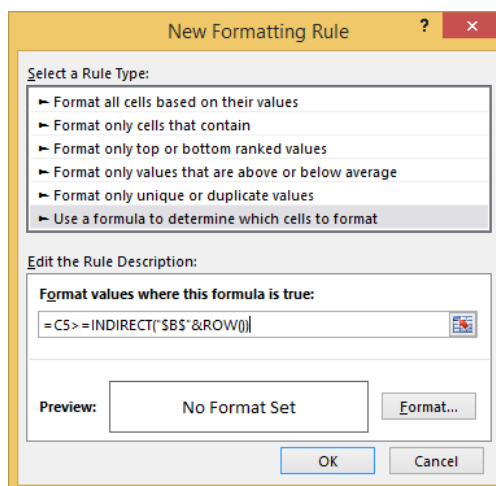 New Formatting Rule
?
×
Select a Rule Type:
► Format all cells based on their values
► Format only cells that contain
► Format only top or bottom ranked values
► Format only values that are above or below average
► Format only unique or duplicate values
► Use a formula to determine which cells to format
Edit the Rule Description:
Format values where this formula is true:
=C5>=INDIRECT("$B$"&ROW())
Preview:
No Format Set
Format...
OK
Cancel